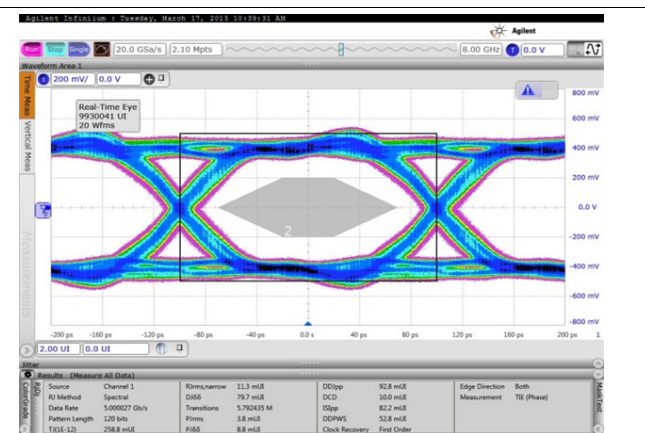 Agilent Infiniium : Tuesday, March 17, 2015 10:39:31 AM
Agilent
Run Stop Single 20.0 GSa/s 2.10 Mpts 8.00 GHz T 0.0 V
Waveform Area 1
200 mV/ 0.0 V
Time Meas
Vertical Meas
Measurements
Real-Time Eye
9930041 UI
20 Wfms
800 mV
600 mV
400 mV
200 mV
0.0 V
-200 mV
-400 mV
-600 mV
-800 mV
2
-200 ps -160 ps -120 ps -80 ps -40 ps 0.0 s 40 ps 80 ps 120 ps 160 ps 200 ps 1
2.00 UI 0.0 UI
Jitter
Results (Measure All Data)
ColorGrade
RJDJ
MaskTest
Source Channel 1 RJrms,narrow 11.3 mUI DDJpp 92.8 mUI Edge Direction Both
RJ Method Spectral DJδδ 79.7 mUI DCD 10.0 mUI Measurement TIE (Phase)
Data Rate 5.000027 Gb/s Transitions 5.792435 M ISIpp 82.2 mUI
Pattern Length 120 bits PJrms 3.8 mUI DDPWS 52.8 mUI
TJ(1E-12) 258.8 mUI PJδδ 8.8 mUI Clock Recovery First Order